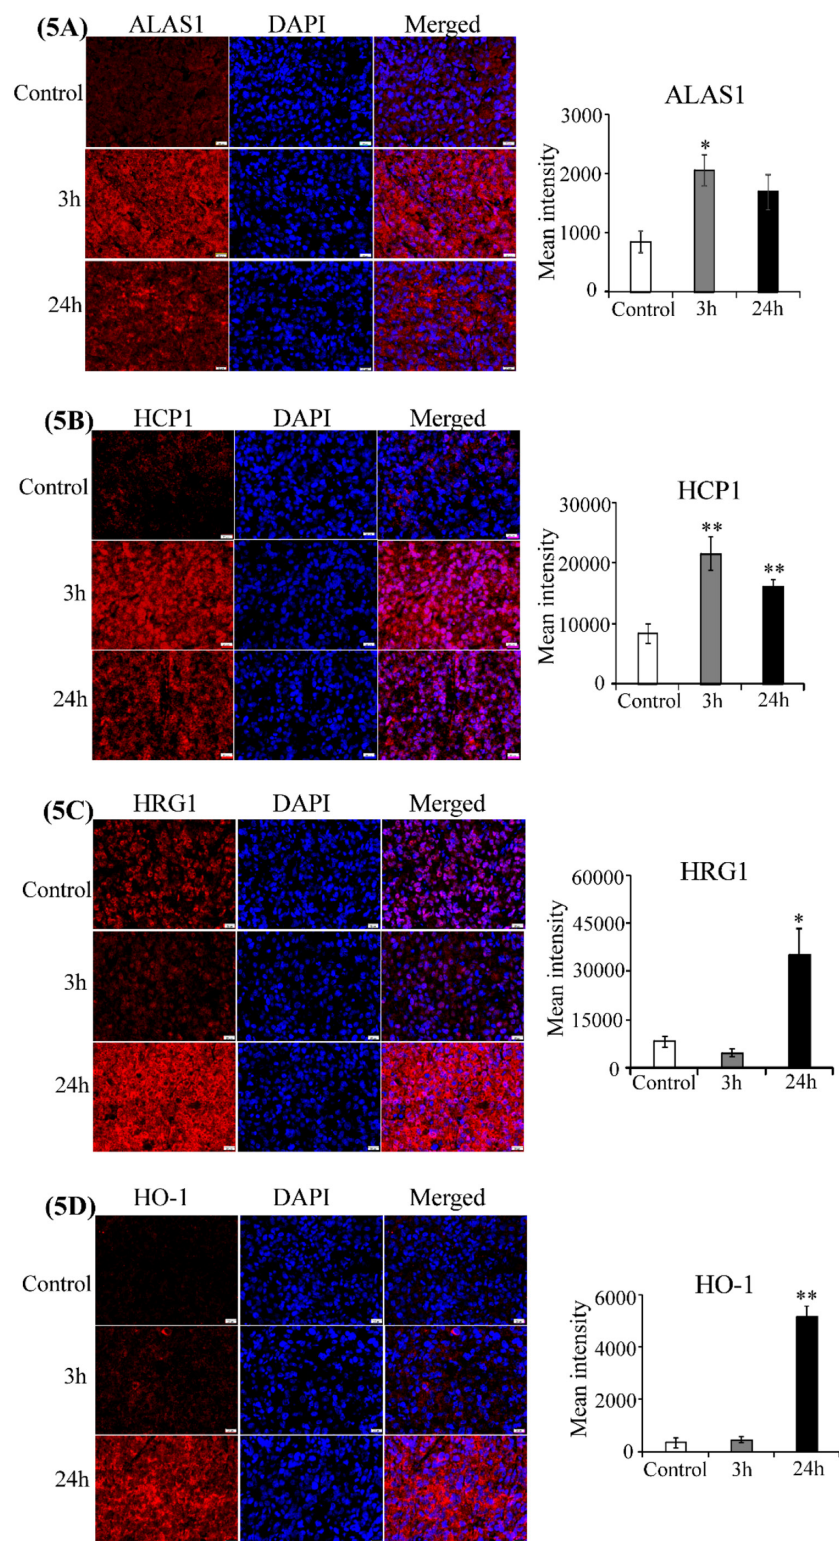 (5A) ALAS1 DAPI Merged
Control
3h
24h
ALAS1
Mean intensity
3000
2000
1000
0
*
Control 3h 24h
(5B) HCP1 DAPI Merged
Control
3h
24h
HCP1
Mean intensity
30000
20000
10000
0
**
**
Control 3h 24h
(5C) HRG1 DAPI Merged
Control
3h
24h
HRG1
Mean intensity
60000
45000
30000
15000
0
*
Control 3h 24h
(5D) HO-1 DAPI Merged
Control
3h
24h
HO-1
Mean intensity
6000
4000
2000
0
**
Control 3h 24h